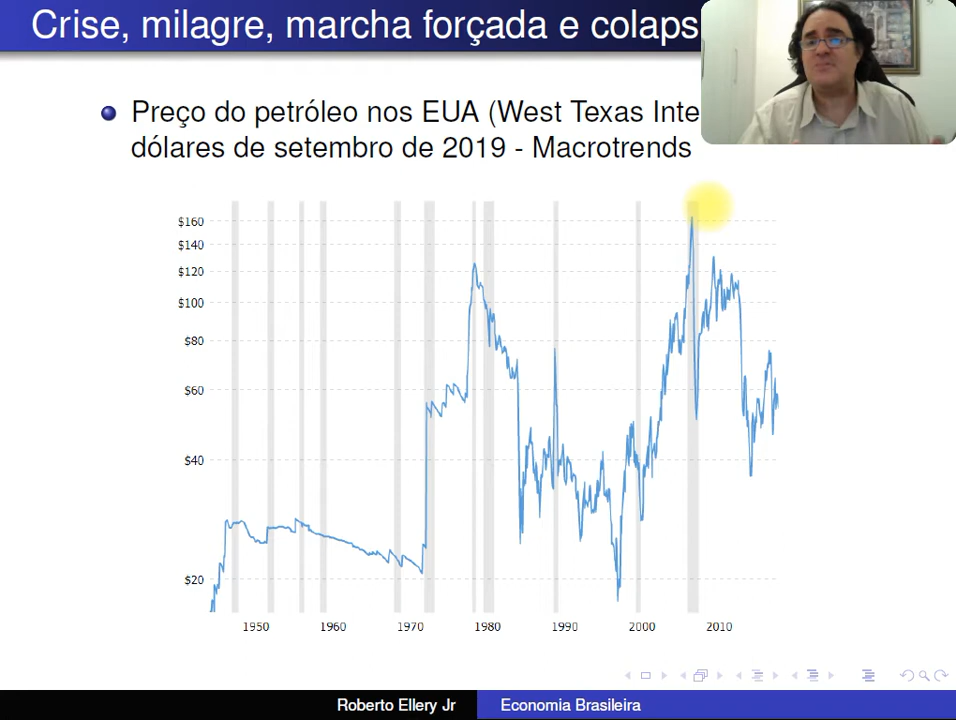 Crise, milagre, marcha forçada e colaps
Preço do petróleo nos EUA (West Texas Inte
dólares de setembro de 2019 - Macrotrends
$160
$140
$120
$100
$80
$60
$40
$20
1950 1960 1970 1980 1990 2000 2010
Roberto Ellery Jr Economia Brasileira